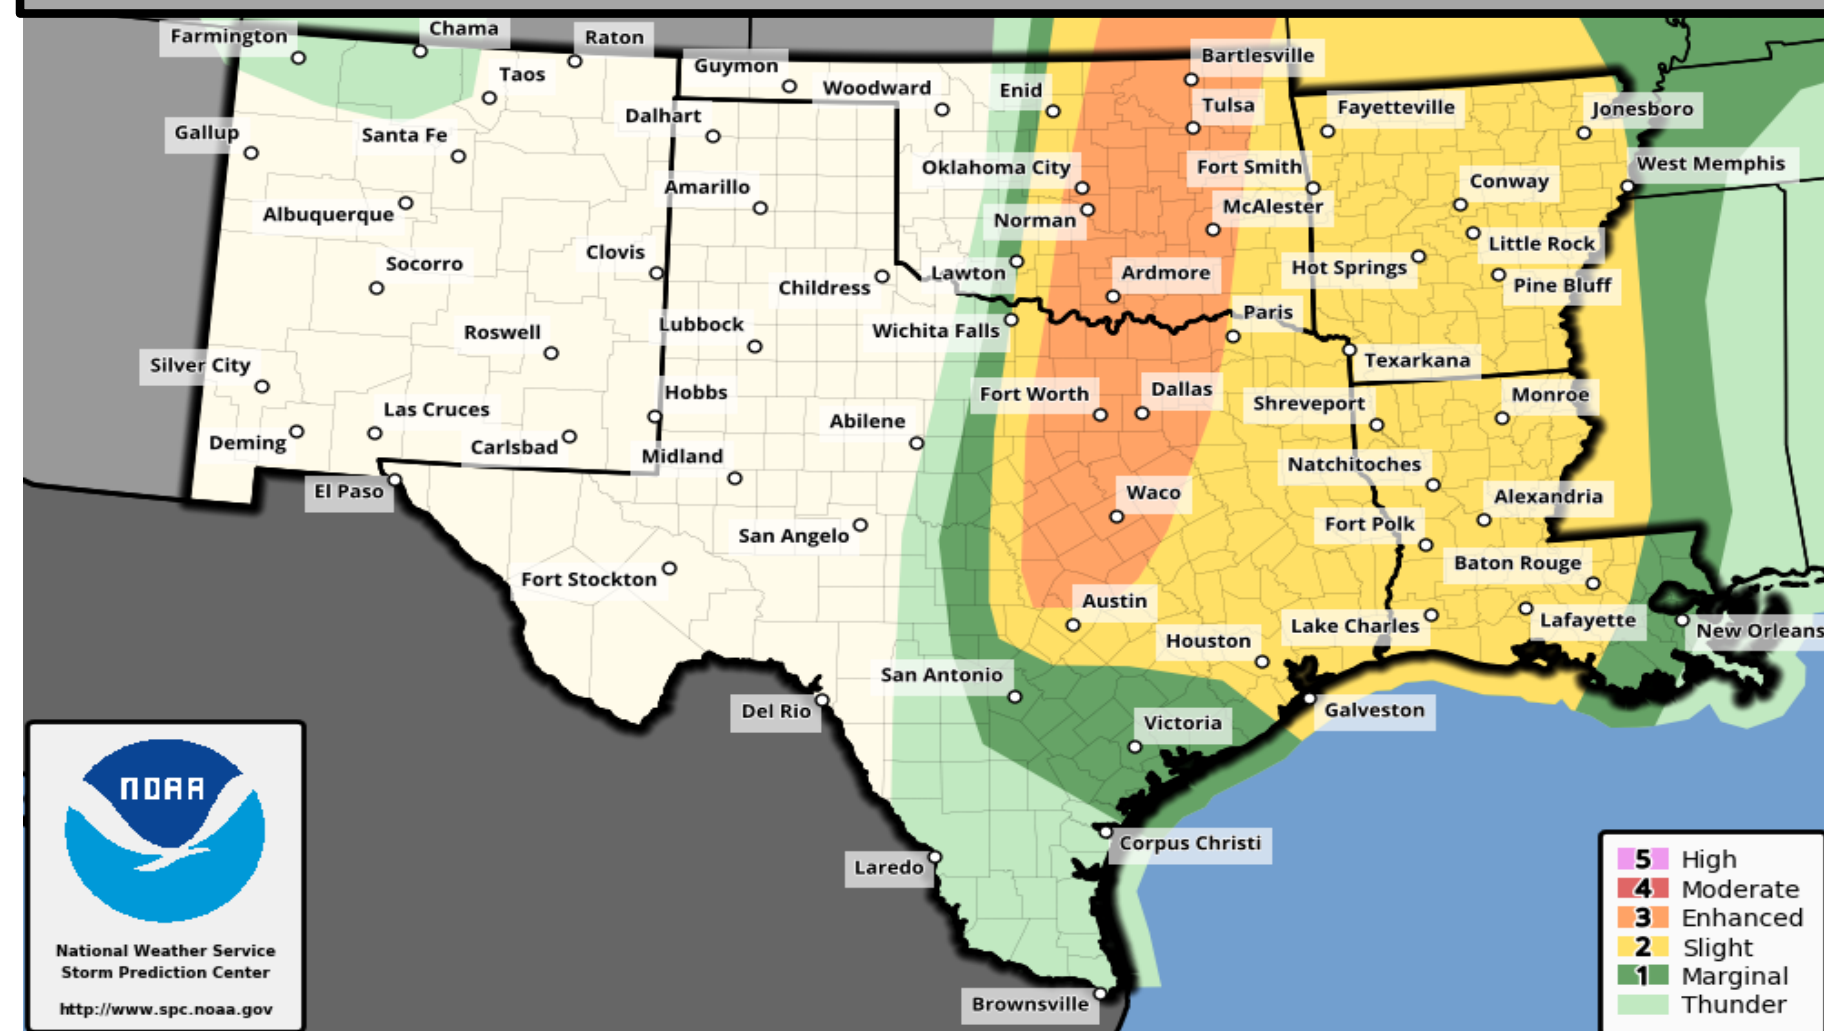 Farmington
Chama
Raton
Taos
Guymon
Woodward
Enid
Bartlesville
Tulsa
Fayetteville
Jonesboro
Gallup
Santa Fe
Dalhart
Amarillo
Oklahoma City
Fort Smith
Conway
West Memphis
Albuquerque
Norman
McAlester
Little Rock
Socorro
Clovis
Childress
Lawton
Ardmore
Hot Springs
Pine Bluff
Roswell
Lubbock
Wichita Falls
Paris
Texarkana
Silver City
Las Cruces
Hobbs
Abilene
Fort Worth
Dallas
Shreveport
Monroe
Deming
Carlsbad
Midland
Natchitoches
El Paso
San Angelo
Waco
Fort Polk
Alexandria
Fort Stockton
Austin
Baton Rouge
Houston
Lake Charles
Lafayette
New Orleans
San Antonio
Del Rio
Victoria
Galveston
Corpus Christi
Laredo
Brownsville
NOAA
National Weather Service
Storm Prediction Center
http://www.spc.noaa.gov
5 High
4 Moderate
3 Enhanced
2 Slight
1 Marginal
Thunder